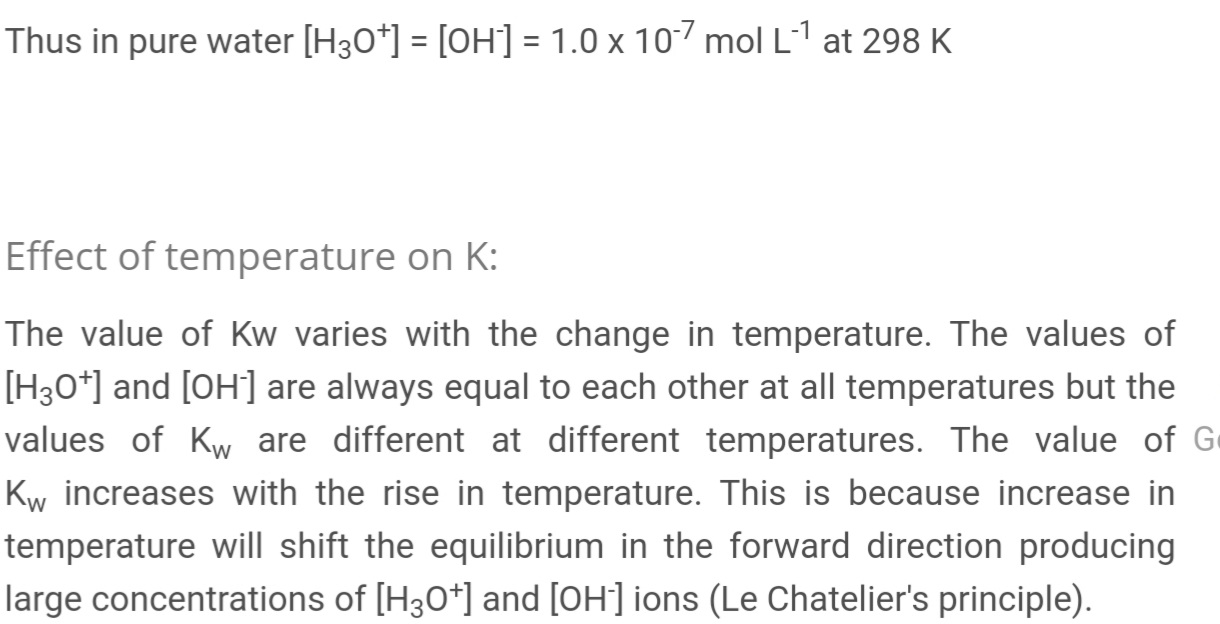 Thus in pure water [H₃O⁺] = [OH⁻] = 1.0 x 10⁻⁷ mol L⁻¹ at 298 K
Effect of temperature on K:
The value of Kw varies with the change in temperature. The values of
[H₃O⁺] and [OH⁻] are always equal to each other at all temperatures but the
values of K_w are different at different temperatures. The value of
K_w increases with the rise in temperature. This is because increase in
temperature will shift the equilibrium in the forward direction producing
large concentrations of [H₃O⁺] and [OH⁻] ions (Le Chatelier's principle).